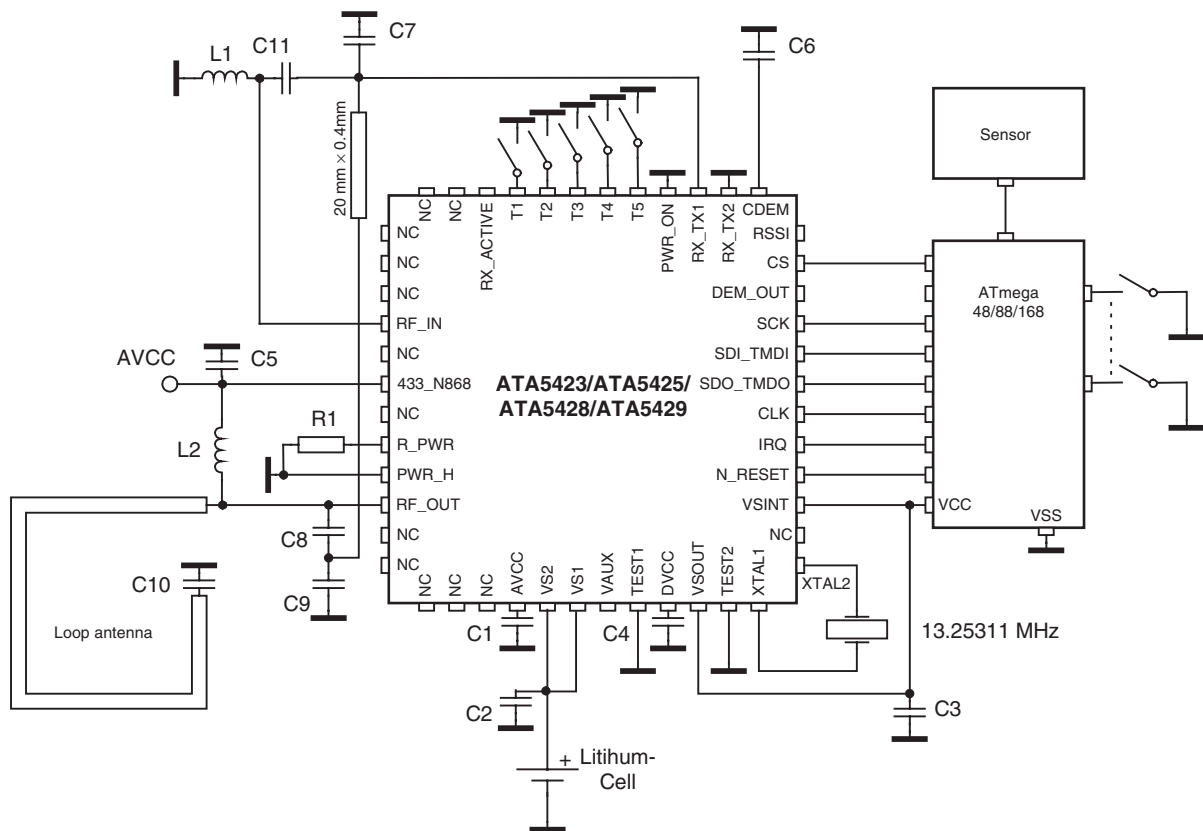 C7
L1
C11
C6
20 mm × 0.4mm
Sensor
NC
NC
RX_ACTIVE
T1
T2
T3
T4
T5
PWR_ON
RX_TX1
RX_TX2
CDEM
NC
RSSI
NC
CS
NC
DEM_OUT
ATmega
48/88/168
RF_IN
SCK
AVCC
C5
NC
SDI_TMDI
433_N868
ATA5423/ATA5425/
ATA5428/ATA5429
SDO_TMDO
NC
CLK
R1
L2
R_PWR
IRQ
PWR_H
N_RESET
RF_OUT
VSINT
VCC
VSS
C8
NC
NC
NC
C10
C9
NC
NC
NC
AVCC
VS2
VS1
VAUX
TEST1
DVCC
VSOUT
TEST2
XTAL1
XTAL2
Loop antenna
C1
C4
13.25311 MHz
C2
C3
+ Litihum-
Cell